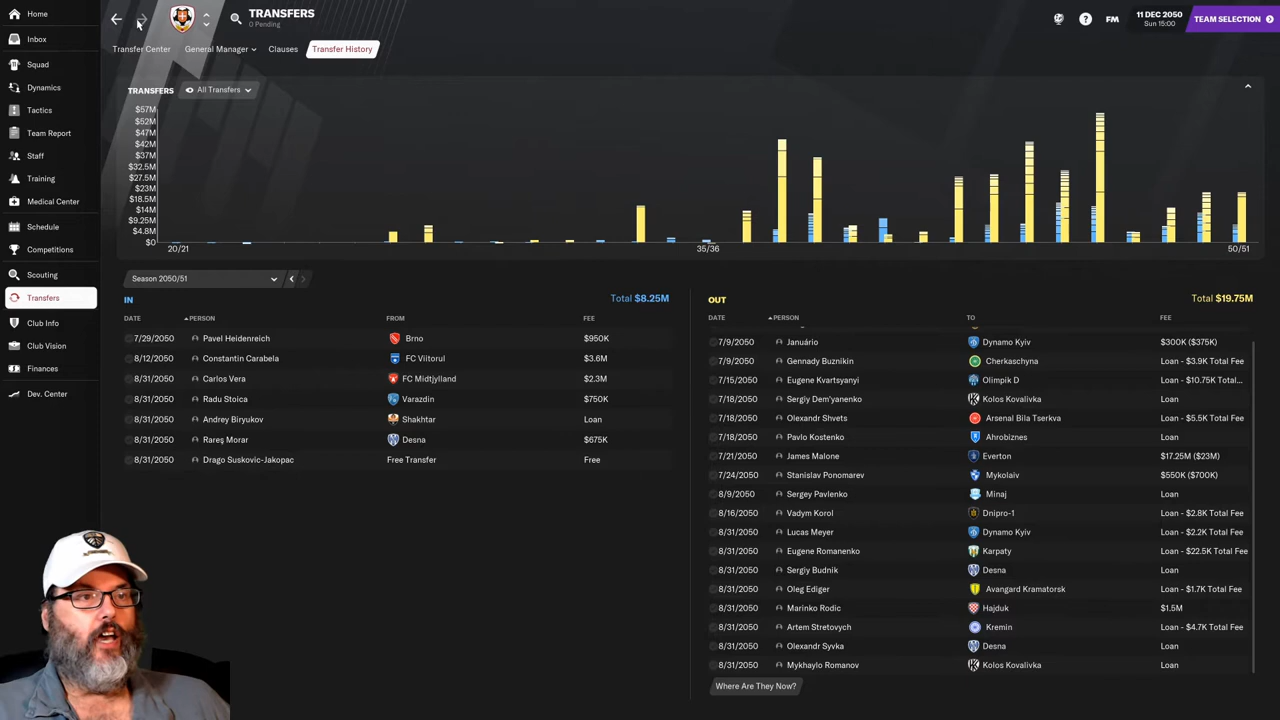 Home
Inbox
Squad
Dynamics
Tactics
Team Report
Staff
Training
Medical Center
Schedule
Competitions
Scouting
Transfers
Club Info
Club Vision
Finances
Dev. Center
TRANSFERS
0 Pending
FM
11 DEC 2050
Sun 15:00
TEAM SELECTION
Transfer Center
General Manager
Clauses
Transfer History
TRANSFERS
All Transfers
$57M
$52M
$47M
$42M
$37M
$32.5M
$27.5M
$23M
$18.5M
$14M
$9.25M
$4.8M
$0
20/21
35/36
50/51
Season 2050/51
IN
Total $8.25M
DATE PERSON FROM FEE
7/29/2050 Pavel Heidenreich Brno $950K
8/12/2050 Constantin Carabela FC Viitorul $3.6M
8/31/2050 Carlos Vera FC Midtjylland $2.3M
8/31/2050 Radu Stoica Varazdin $750K
8/31/2050 Andrey Biryukov Shakhtar Loan
8/31/2050 Rareş Morar Desna $675K
8/31/2050 Drago Suskovic-Jakopac Free Transfer Free
OUT
Total $19.75M
DATE PERSON TO FEE
7/9/2050 Januário Dynamo Kyiv $300K ($375K)
7/9/2050 Gennady Buznikin Cherkaschyna Loan - $3.9K Total Fee
7/15/2050 Eugene Kvartsyanyi Olimpik D Loan - $10.75K Total...
7/18/2050 Sergiy Dem'yanenko Kolos Kovalivka Loan
7/18/2050 Olexandr Shvets Arsenal Bila Tserkva Loan - $5.5K Total Fee
7/18/2050 Pavlo Kostenko Ahrobiznes Loan
7/21/2050 James Malone Everton $17.25M ($23M)
7/24/2050 Stanislav Ponomarev Mykolaiv $550K ($700K)
8/9/2050 Sergey Pavlenko Minaj Loan
8/16/2050 Vadym Korol Dnipro-1 Loan - $2.8K Total Fee
8/31/2050 Lucas Meyer Dynamo Kyiv Loan - $2.2K Total Fee
8/31/2050 Eugene Romanenko Karpaty Loan - $22.5K Total Fee
8/31/2050 Sergiy Budnik Desna Loan
8/31/2050 Oleg Ediger Avangard Kramatorsk Loan - $1.7K Total Fee
8/31/2050 Marinko Rodic Hajduk $1.5M
8/31/2050 Artem Stretovych Kremin Loan - $4.7K Total Fee
8/31/2050 Olexandr Syvka Desna Loan
8/31/2050 Mykhaylo Romanov Kolos Kovalivka Loan
Where Are They Now?